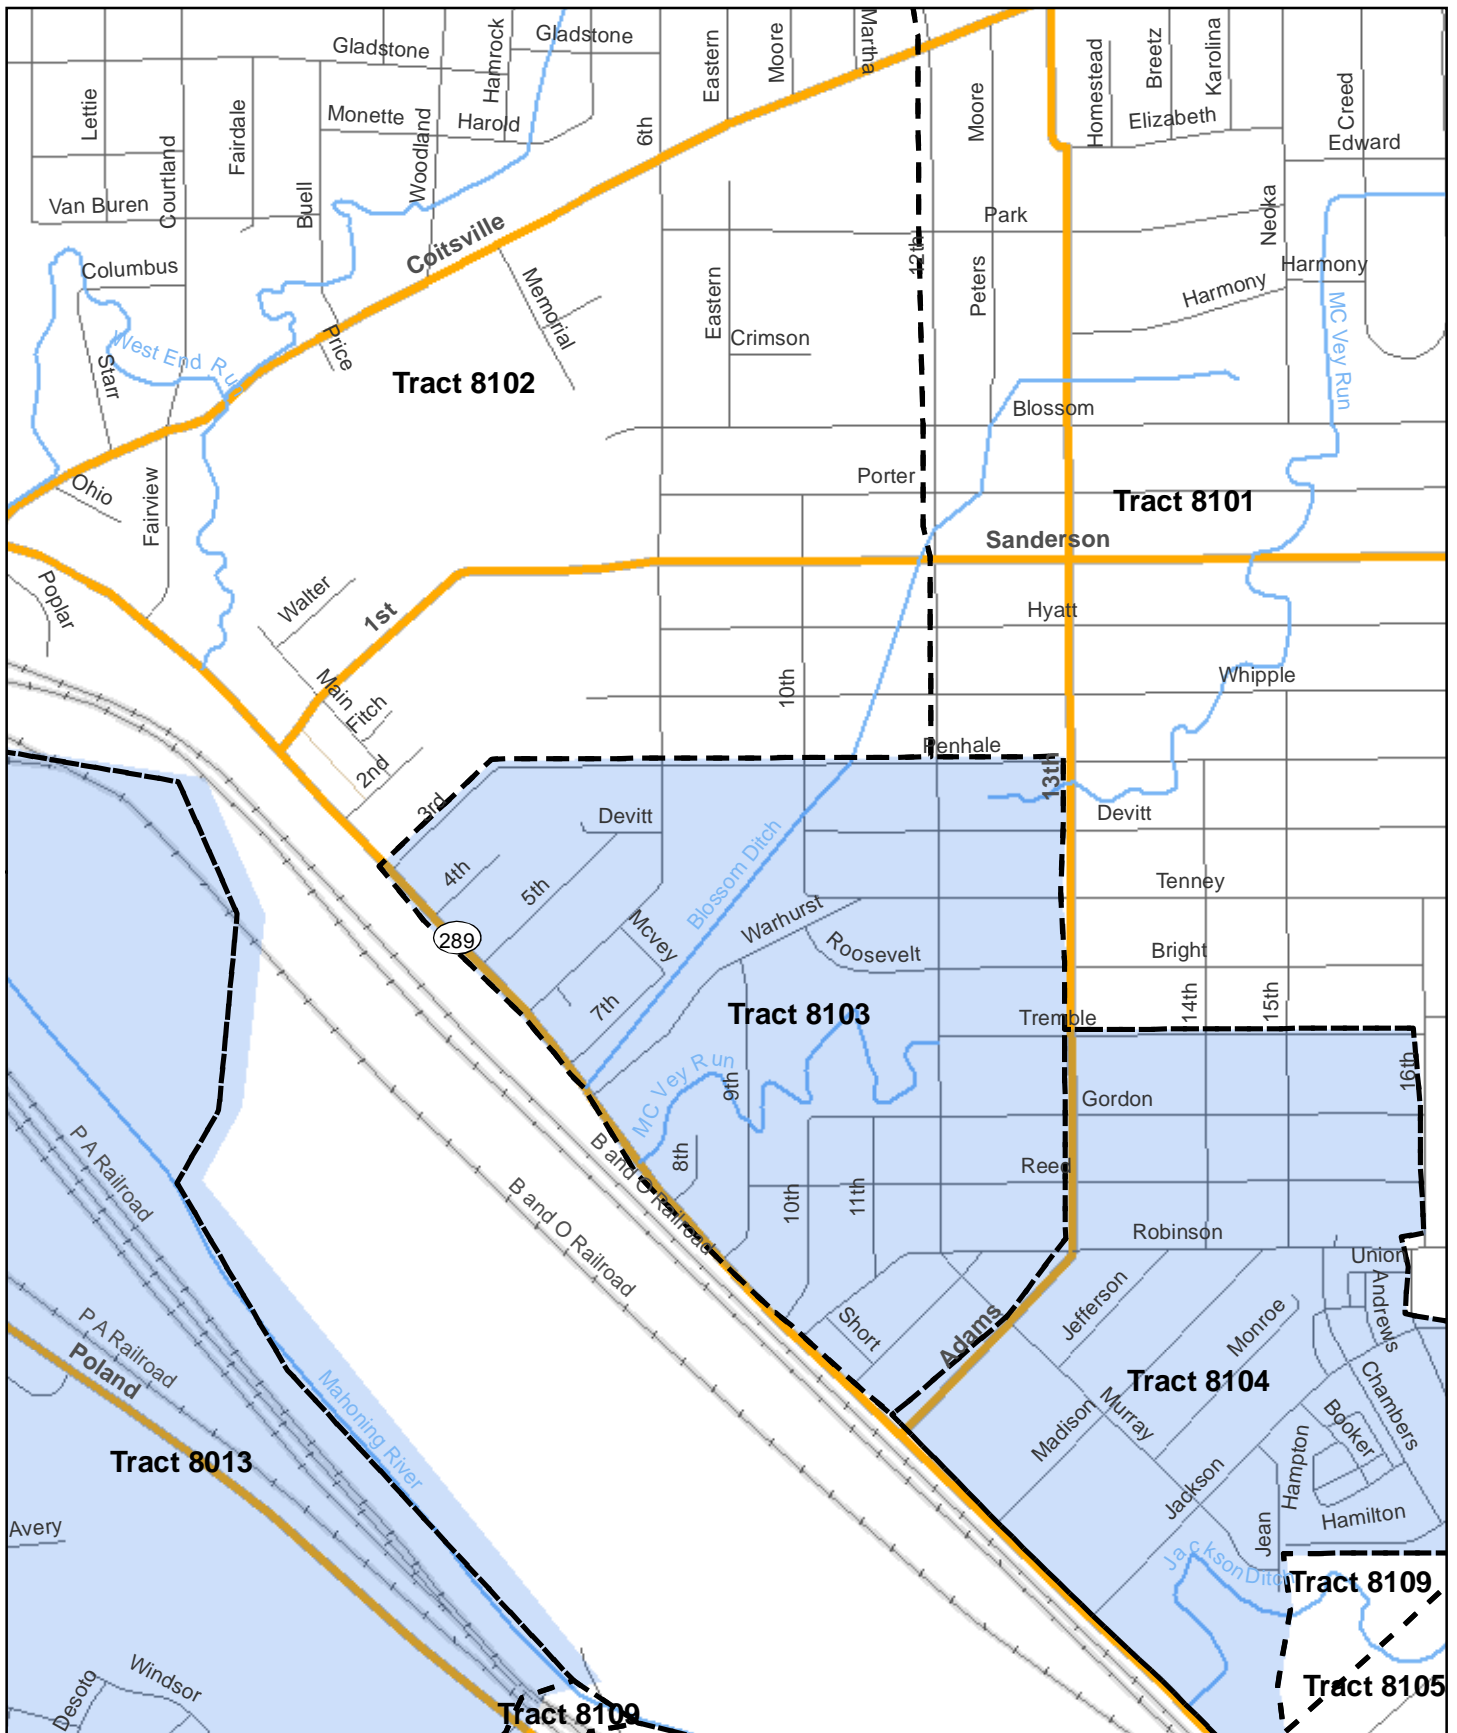 Gladstone
Gladstone
Hamrock
Martha
Eastern
Moore
Karolina
Breetz
Homestead
Creed
Lettie
Fairdale
Monette
Harold
6th
Moore
Elizabeth
Edward
Courtland
Woodland
Buell
Van Buren
Park
Neoka
Coitsville
12th
Columbus
Memorial
Eastern
Peters
Harmony
Harmony
West End Ru
Price
Crimson
MC Vey Run
Starr
Tract 8102
Blossom
Porter
Ohio
Fairview
Tract 8101
Sanderson
Poplar
Walter
1st
Hyatt
Main
Fitch
10th
Whipple
2nd
Penhale
13th
3rd
Devitt
Devitt
4th
5th
Blossom Ditch
Tenney
289
Mcvey
Warhurst
Roosevelt
Bright
7th
Tract 8103
Tremble
14th
15th
MC Vey Run
9th
16th
Gordon
PA Railroad
B and O Railroad
8th
10th
11th
Reed
B and O Railroad
Robinson
Union
Andrews
PA Railroad
Poland
Short
Adams
Jefferson
Monroe
Mahoning River
Tract 8104
Chambers
Madison
Murray
Booker
Tract 8013
Hampton
Jackson
Avery
Jean
Hamilton
Jackson Ditch
Tract 8109
Windsor
Desoto
Tract 8105
Tract 8109